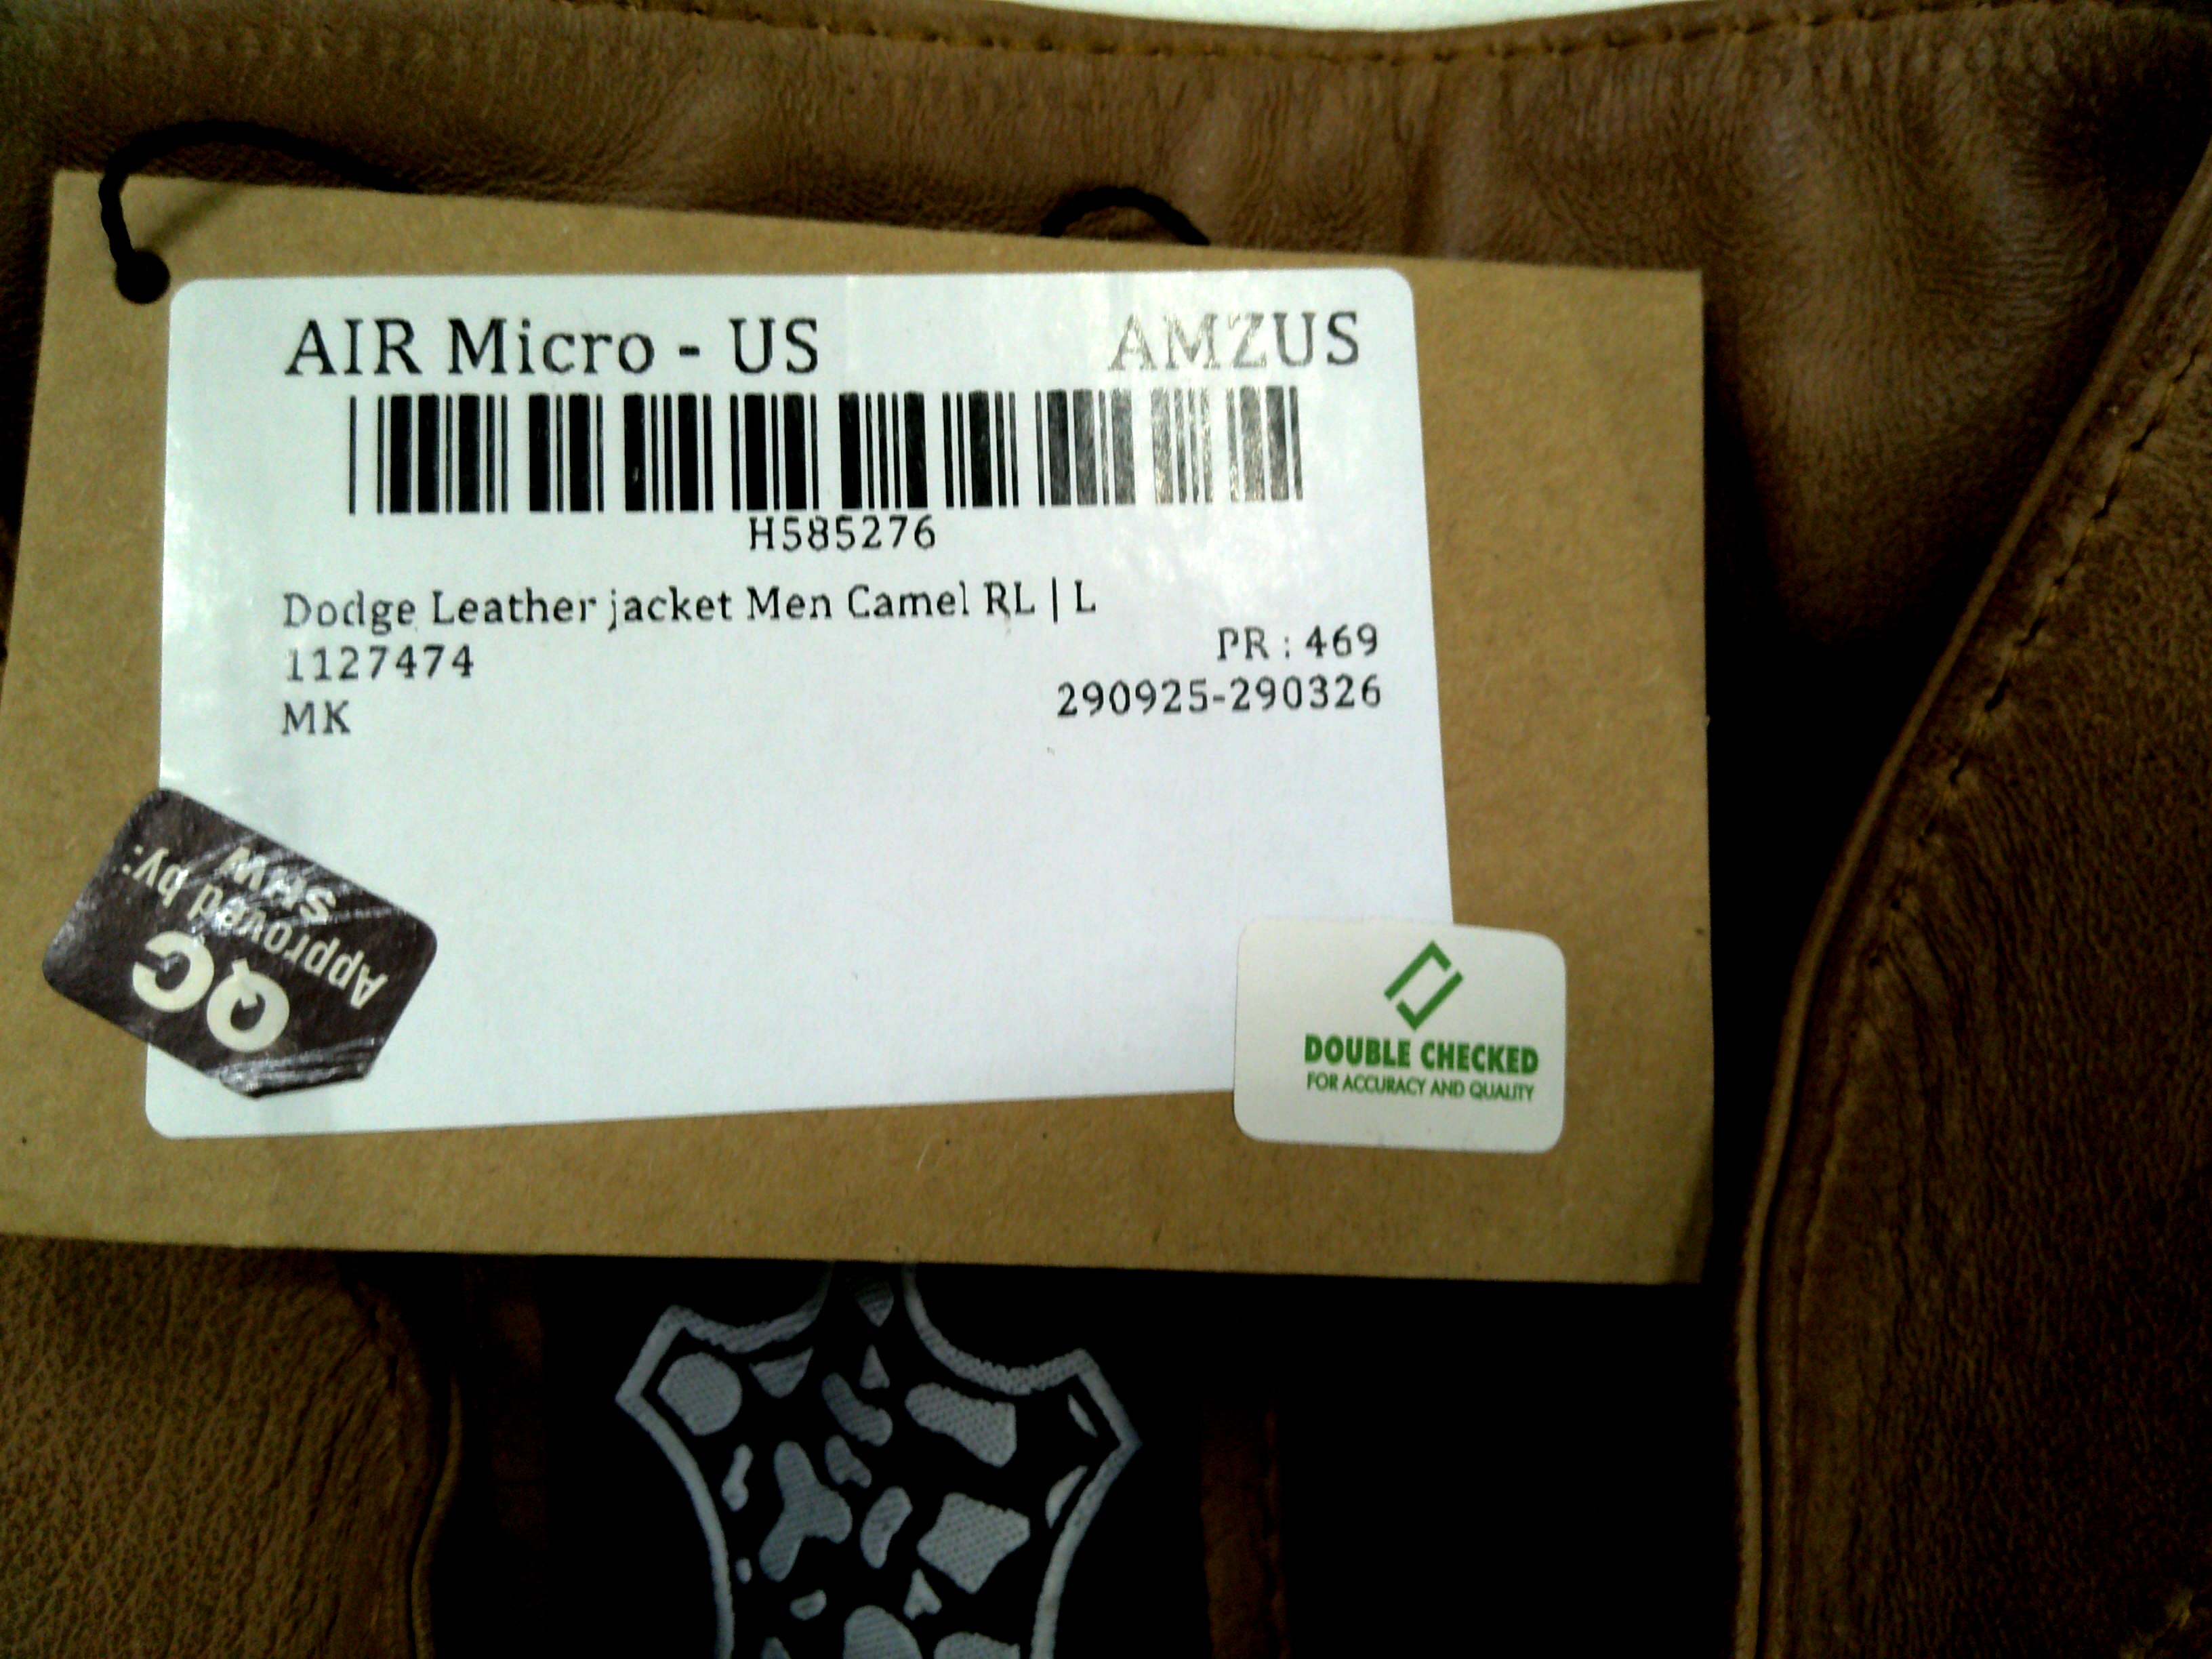 AIR Micro - US AMZUS
H585276
Dodge Leather jacket Men Camel RL | L
1127474 PR : 469
MK 290925-290326
QC
Approved by:
SHW
DOUBLE CHECKED
FOR ACCURACY AND QUALITY